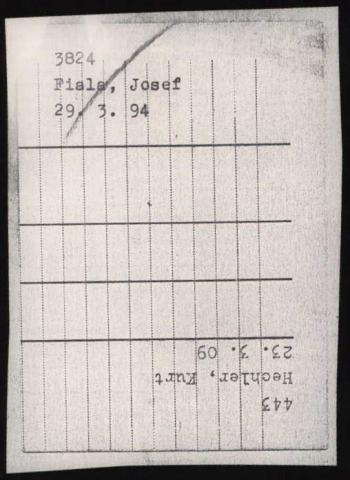 3824
Fiala, Josef
29. 3. 94
443
Hechler, Kurt
23. 3. 09